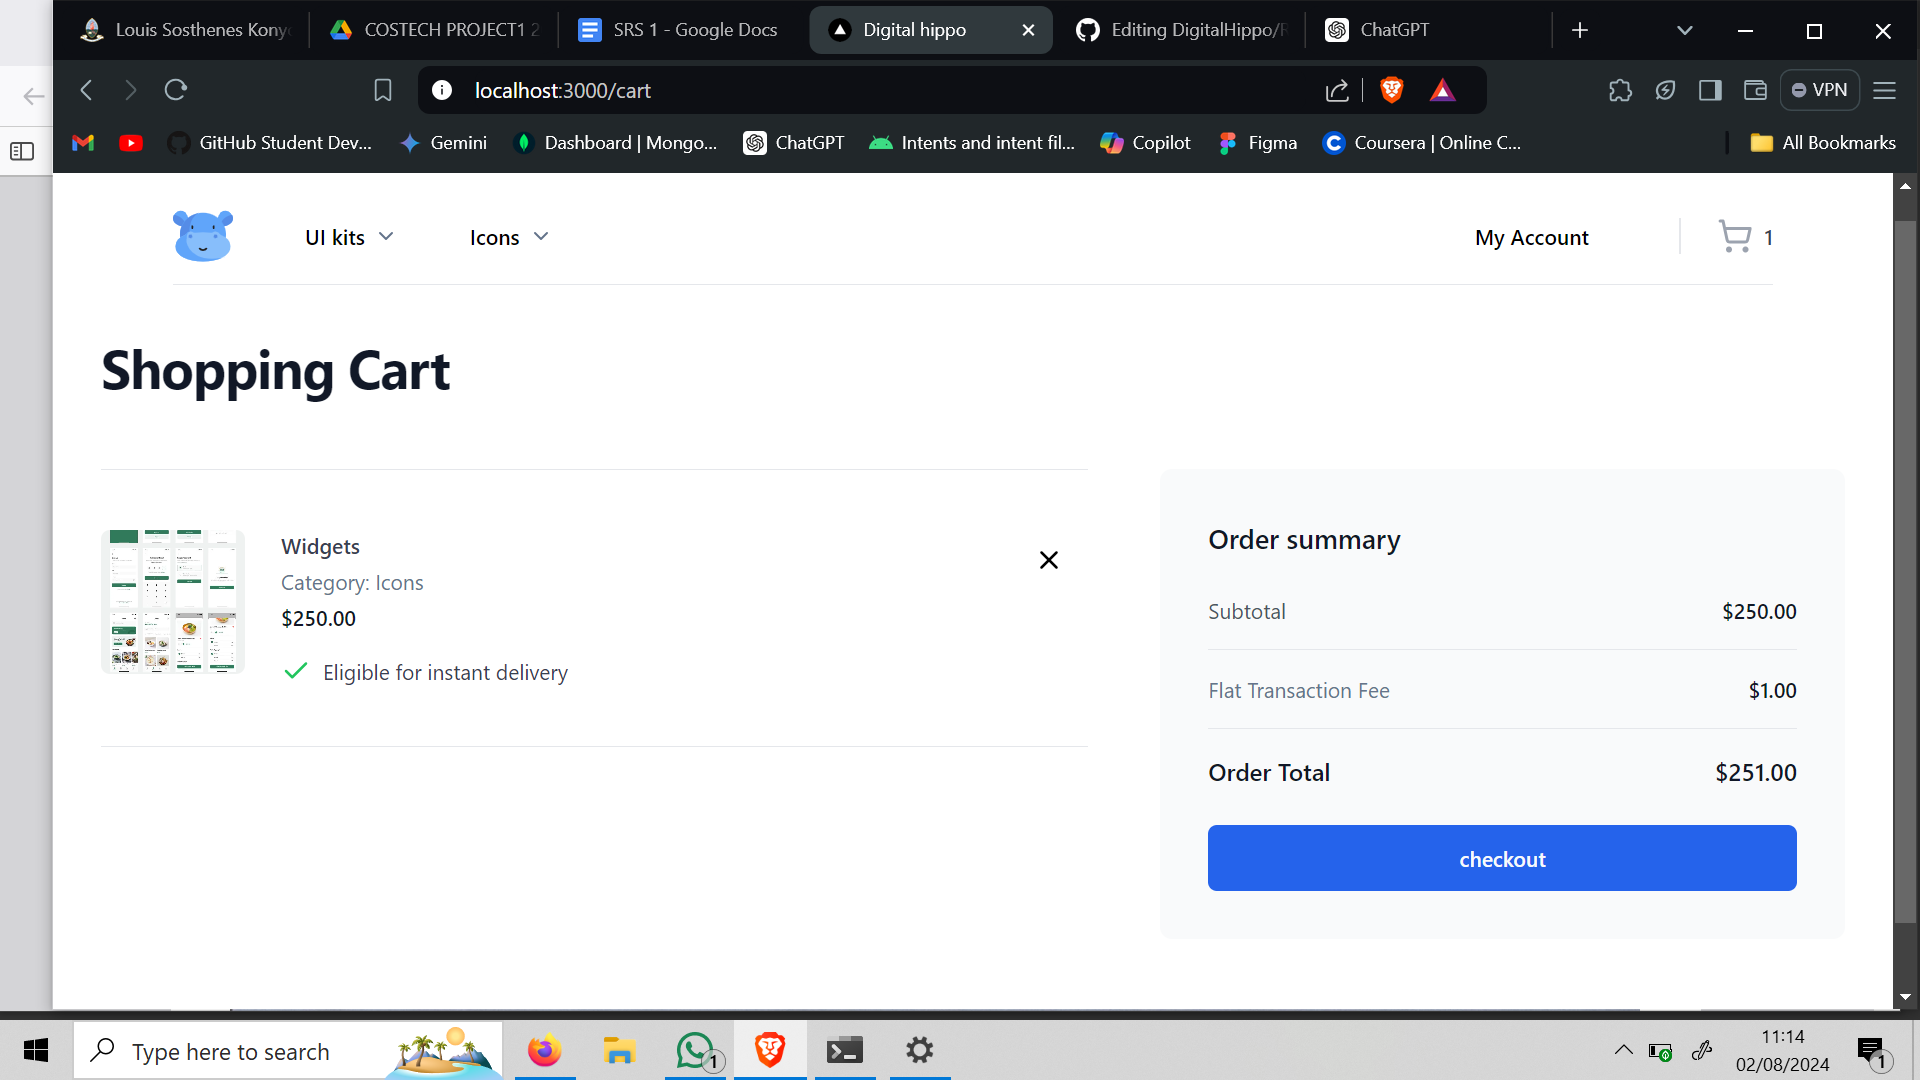 Louis Sosthenes Kony
COSTECH PROJECT1 2
SRS 1 - Google Docs
Digital hippo
Editing DigitalHippo/R
ChatGPT
localhost:3000/cart
VPN
GitHub Student Dev...
Gemini
Dashboard | Mongo...
ChatGPT
Intents and intent fil...
Copilot
Figma
Coursera | Online C...
All Bookmarks
UI kits
Icons
My Account
1
Shopping Cart
Widgets
Category: Icons
$250.00
Eligible for instant delivery
Order summary
Subtotal $250.00
Flat Transaction Fee $1.00
Order Total $251.00
checkout
Type here to search
1
11:14
02/08/2024
1